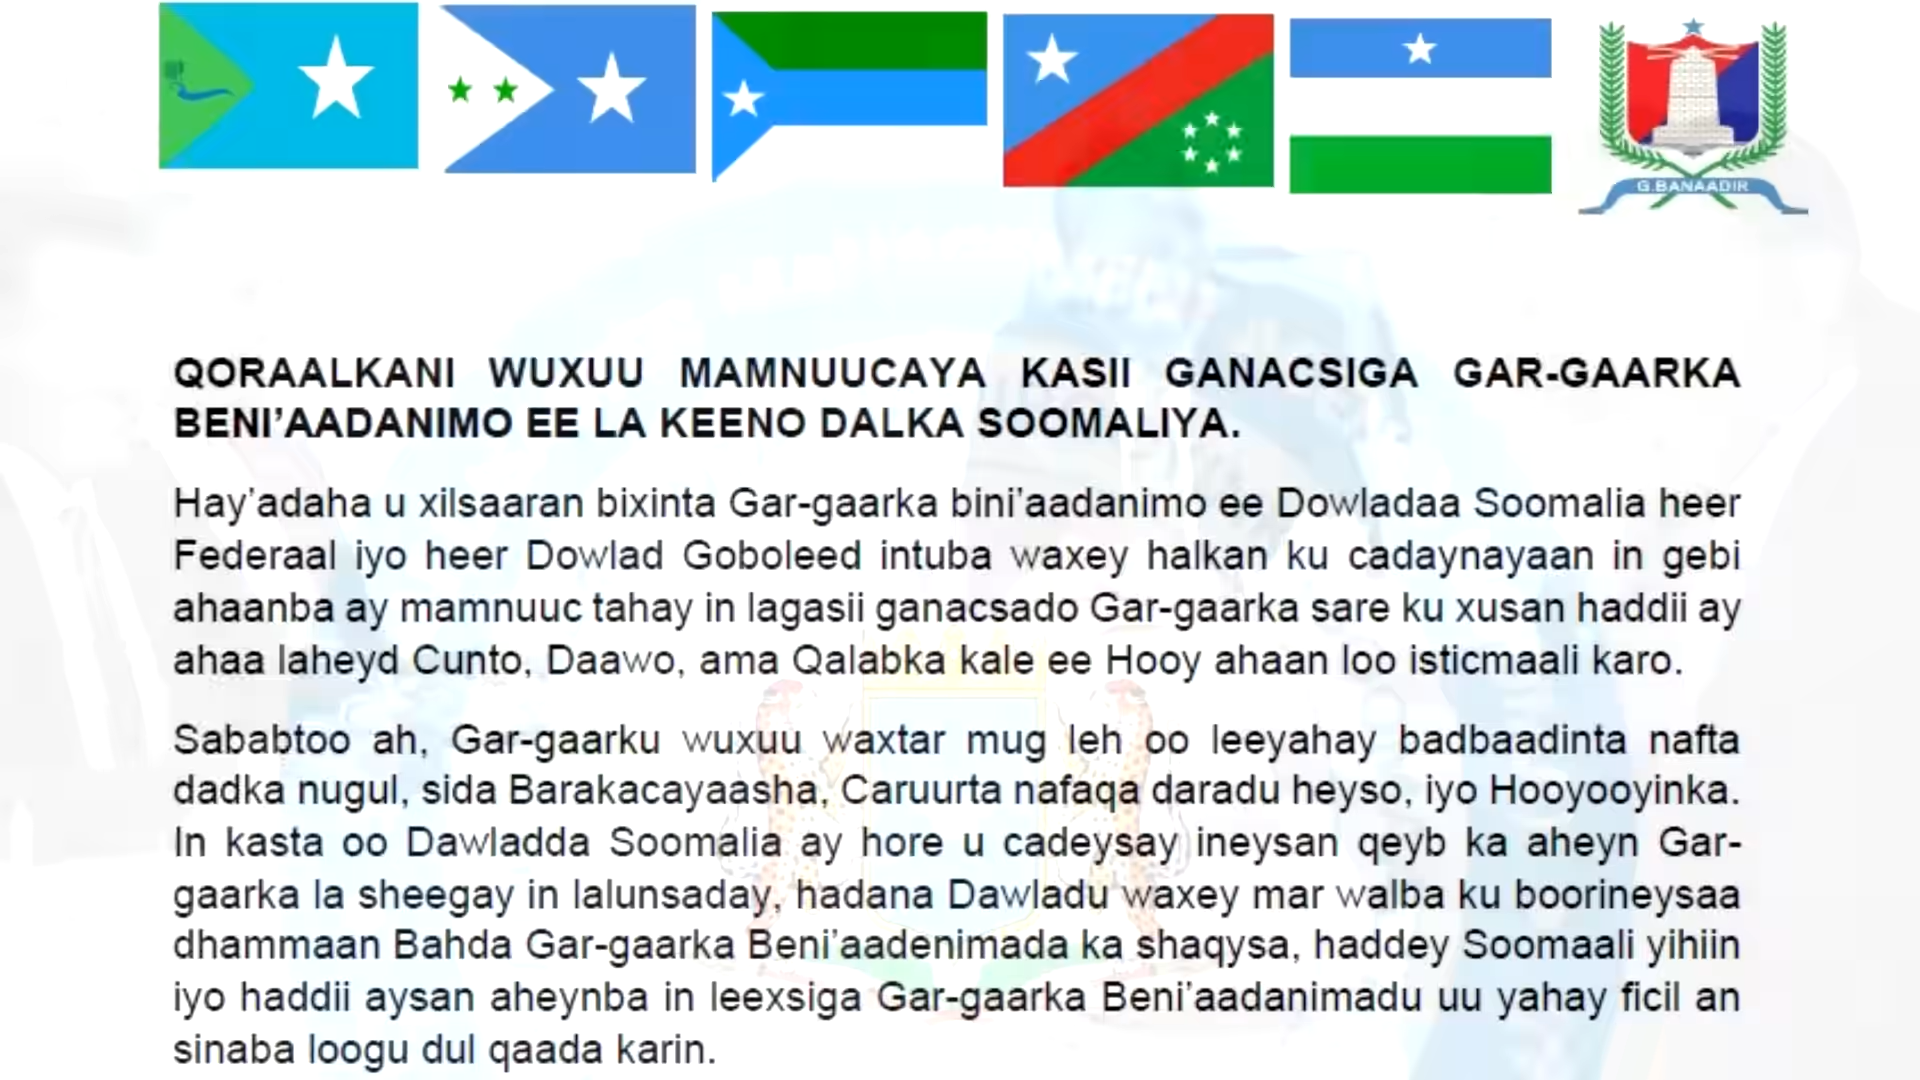 G.BANAADIR
QORAALKANI WUXUU MAMNUUCAYA KASII GANACSIGA GAR-GAARKA
BENI'AADANIMO EE LA KEENO DALKA SOOMALIYA.
Hay'adaha u xilsaaran bixinta Gar-gaarka bini'aadanimo ee Dowladaa Soomalia heer
Federaal iyo heer Dowlad Goboleed intuba waxey halkan ku cadaynayaan in gebi
ahaanba ay mamnuuc tahay in lagasii ganacsado Gar-gaarka sare ku xusan haddii ay
ahaa laheyd Cunto, Daawo, ama Qalabka kale ee Hooy ahaan loo isticmaali karo.
Sababtoo ah, Gar-gaarku wuxuu waxtar mug leh oo leeyahay badbaadinta nafta
dadka nugul, sida Barakacayaasha, Caruurta nafaqa daradu heyso, iyo Hooyooyinka.
In kasta oo Dawladda Soomalia ay hore u cadeysay ineysan qeyb ka aheyn Gar-
gaarka la sheegay in lalunsaday, hadana Dawladu waxey mar walba ku boorineysaa
dhammaan Bahda Gar-gaarka Beni'aadenimada ka shaqysa, haddey Soomaali yihiin
iyo haddii aysan aheynba in leexsiga Gar-gaarka Beni'aadanimadu uu yahay ficil an
sinaba loogu dul qaada karin.